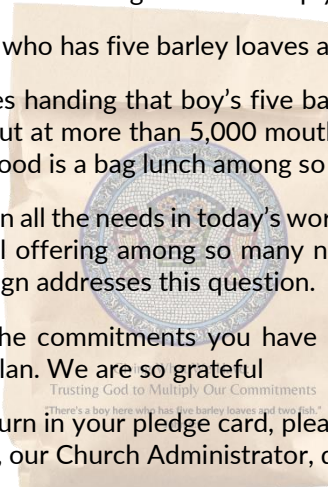 who has five barley loaves a
es handing that boy's five ba
ut at more than 5,000 mouth
ood is a bag lunch among so
n all the needs in today's wor
l offering among so many n
gn addresses this question.
he commitments you have
lan. We are so grateful
Trusting God to Multiply Our Commitments
"There's a boy here who has five barley loaves and two fish."
urn in your pledge card, plea
, our Church Administrator, c